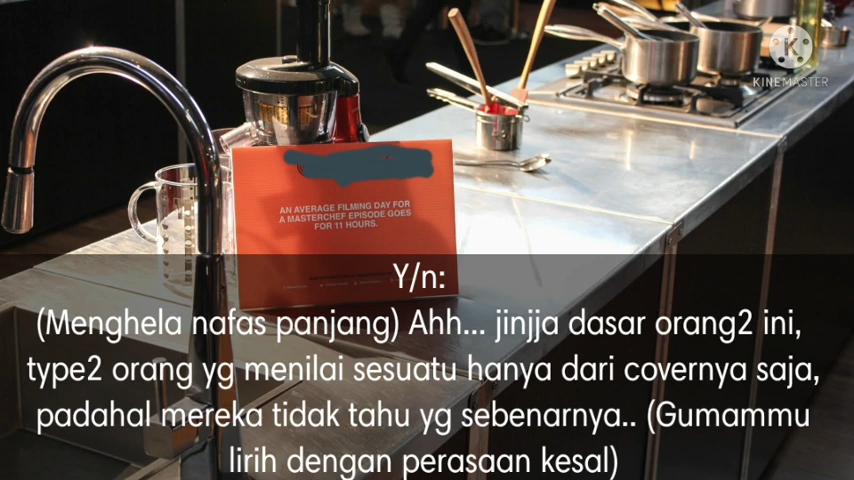 KINEMASTER
AN AVERAGE FILMING DAY FOR
A MASTERCHEF EPISODE GOES
FOR 11 HOURS.
Y/n:
(Menghela nafas panjang) Ahh... jinjja dasar orang2 ini,
type2 orang yg menilai sesuatu hanya dari covernya saja,
padahal mereka tidak tahu yg sebenarnya.. (Gumammu
lirih dengan perasaan kesal)